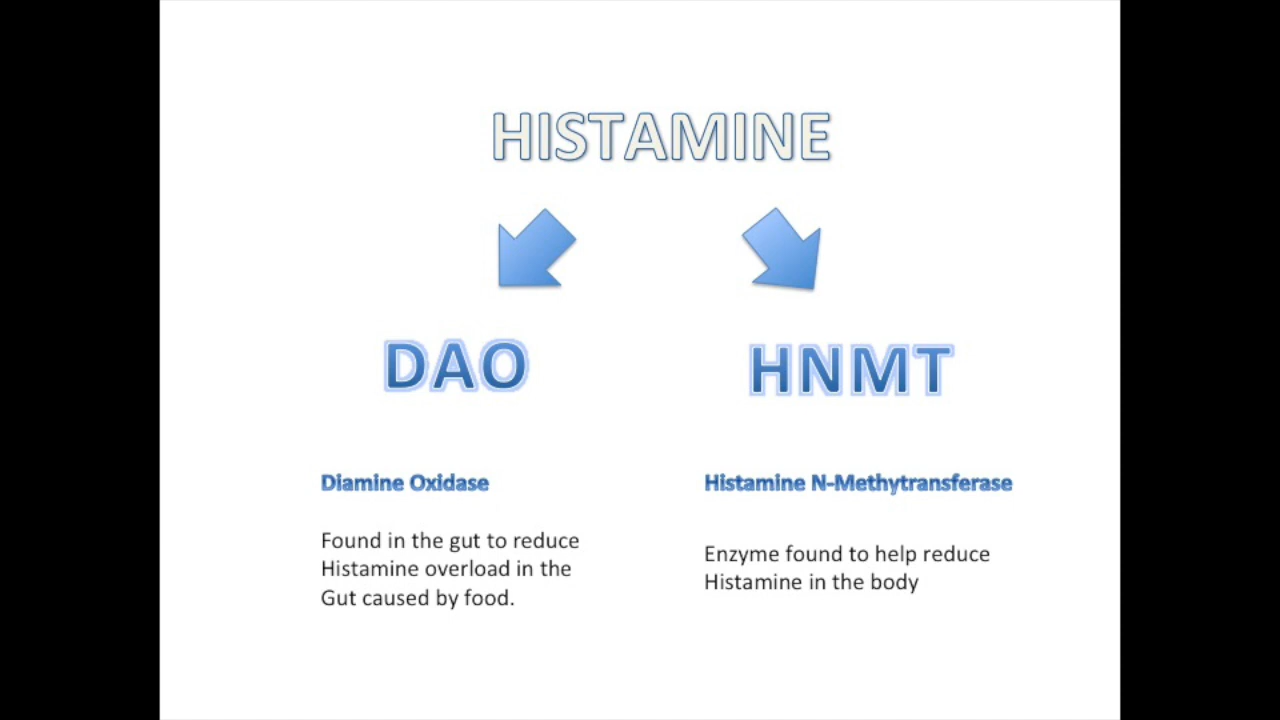 HISTAMINE
DAO
HNMT
Diamine Oxidase
Found in the gut to reduce
Histamine overload in the
Gut caused by food.
Histamine N-Methytransferase
Enzyme found to help reduce
Histamine in the body